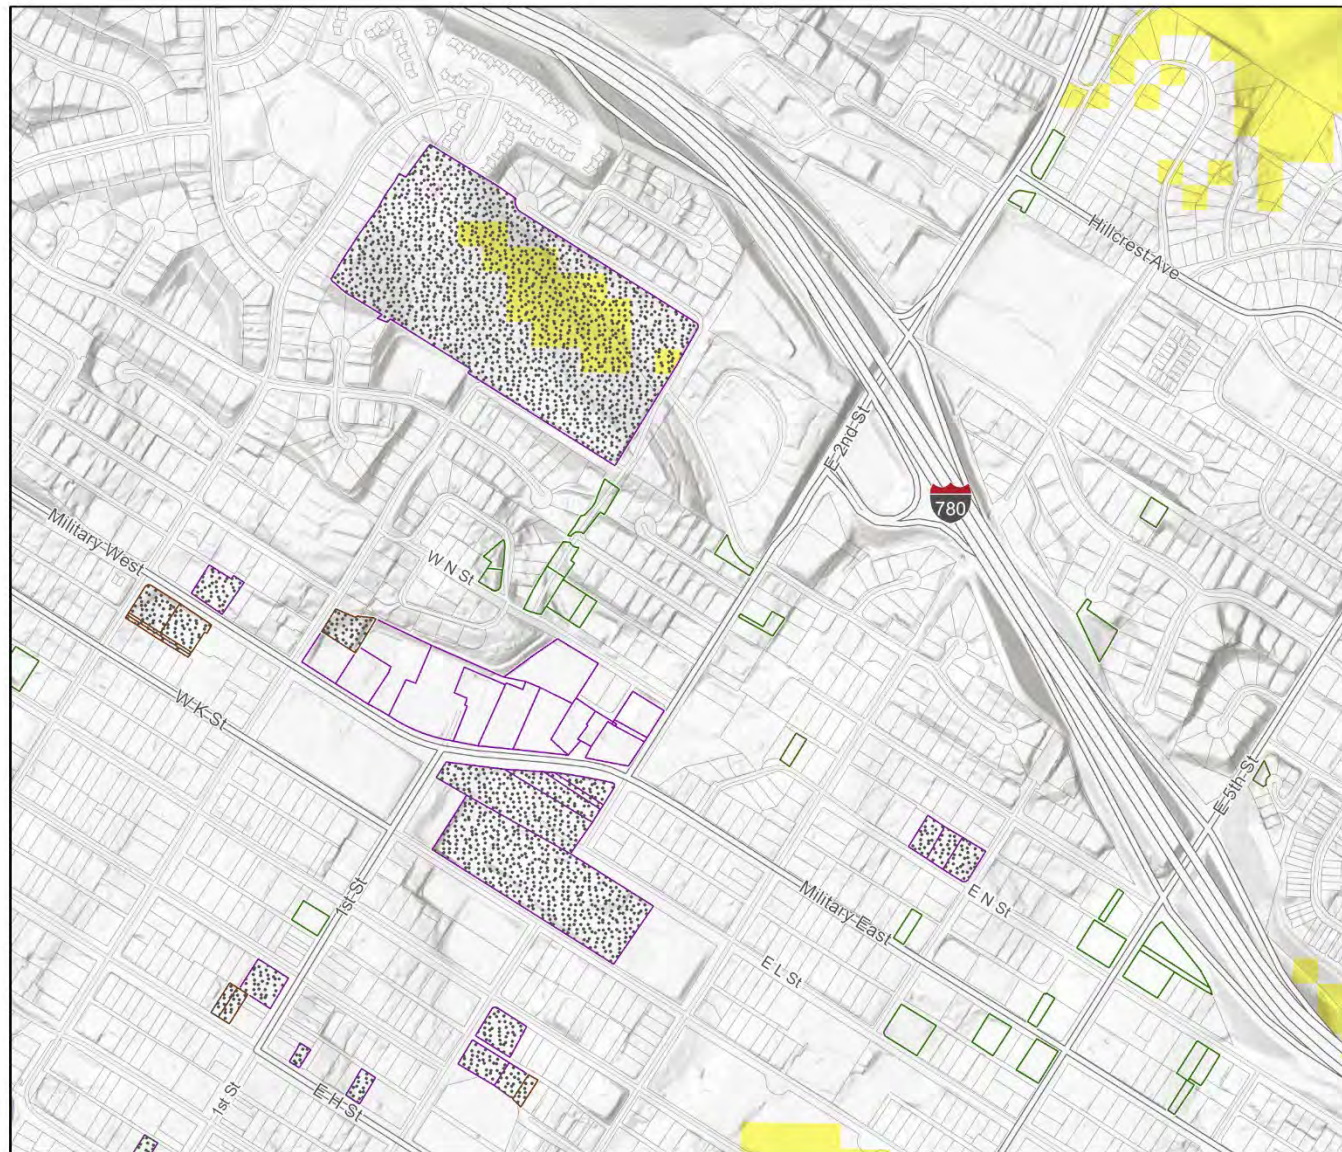 Hillcrest Ave
E 2nd St
780
Military West
W N St
W K St
E 5th St
1st St
Military East
E N St
E L St
1st St
E H St